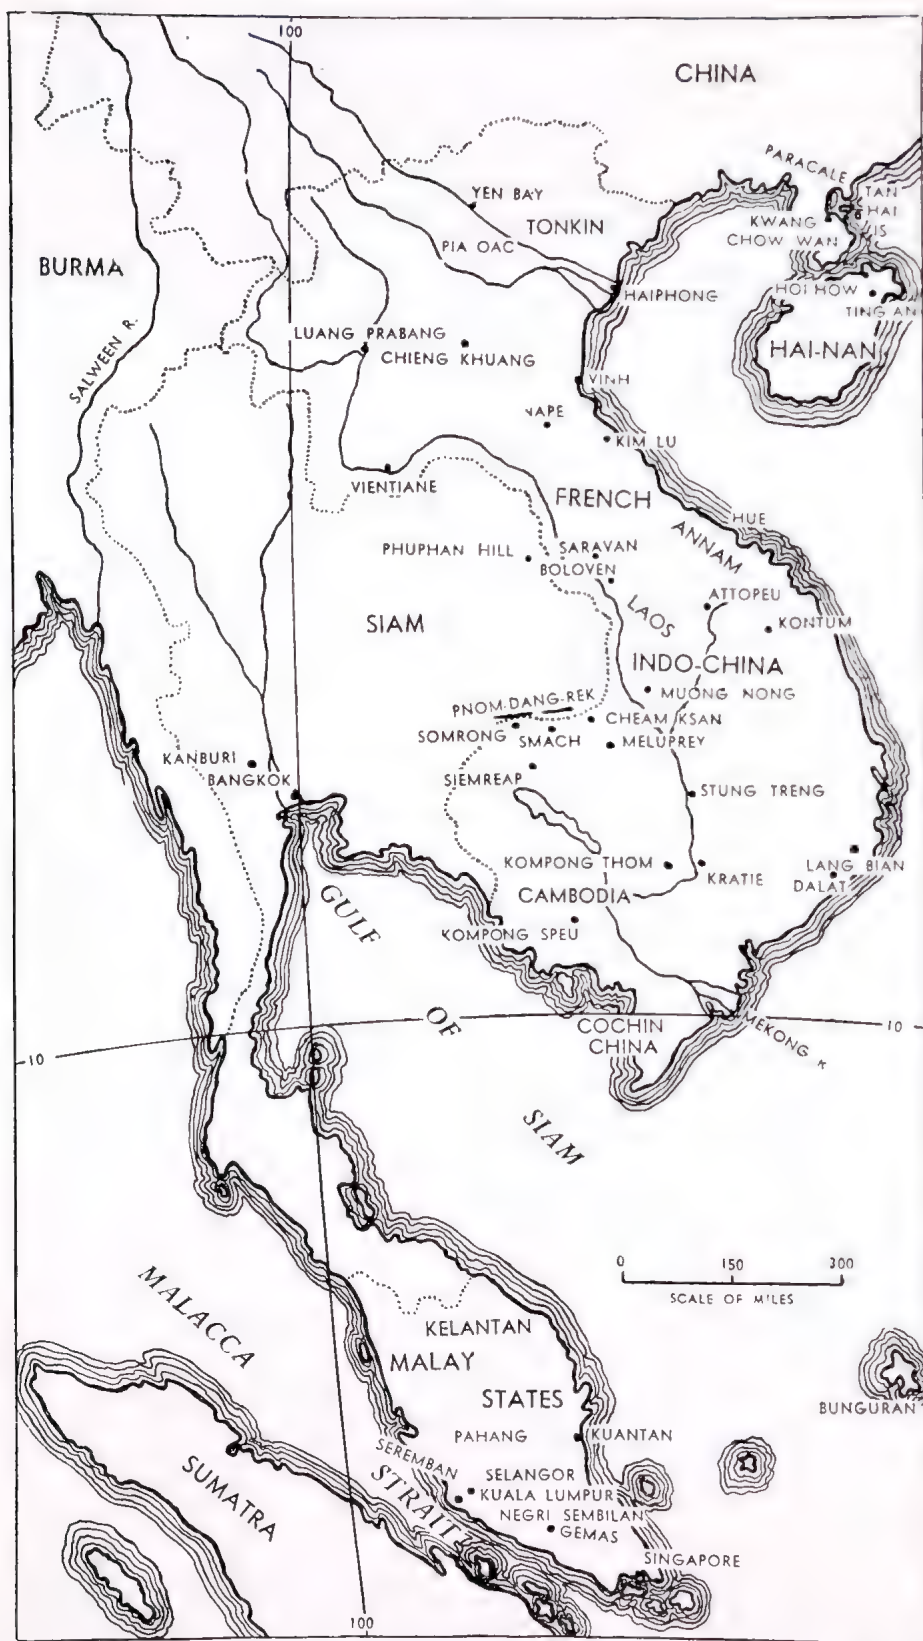 100
CHINA
PARACALE
TAN
HAI
IS
YEN BAY
TONKIN
KWANG
CHOW WAN
PIA OAC
BURMA
HAIPHONG
HOI HOW
TING AN
SALWEEN R.
LUANG PRABANG
CHIENG KHUANG
HAI-NAN
VINH
NAPE
KIM LU
VIENTIANE
FRENCH
HUE
ANNAM
PHUPHAN HILL
SARAVAN
BOLOVEN
ATTOPEU
LAOS
SIAM
KONTUM
INDO-CHINA
MUONG NONG
PNOM-DANG-REK
CHEAM KSAN
SOMRONG
SMACH
MELUPREY
KANBURI
BANGKOK
SIEMREAP
STUNG TRENG
KOMPONG THOM
KRATIE
LANG BIAN
DALAT
CAMBODIA
GULF
KOMPONG SPEU
OF
COCHIN
CHINA
MEKONG R
10
10
SIAM
0 150 300
SCALE OF MILES
MALACCA
KELANTAN
MALAY
STATES
BUNGURAN
PAHANG
KUANTAN
SEREMBAN
STRAIT
SELANGOR
KUALA LUMPUR
SUMATRA
NEGRI SEMBILAN
GEMAS
SINGAPORE
100